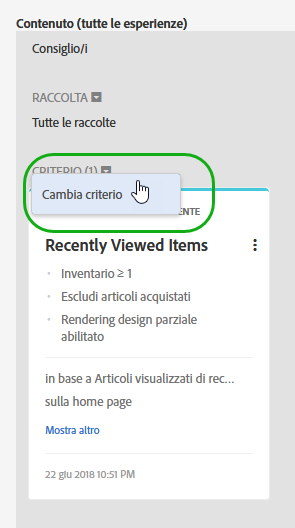 Contenuto (tutte le esperienze)
Consiglio/i
RACCOLTA
Tutte le raccolte
CRITERIO (1)
Cambia criterio
Recently Viewed Items
Inventario ≥ 1
Escludi articoli acquistati
Rendering design parziale
abilitato
in base a Articoli visualizzati di rec...
sulla home page
Mostra altro
22 giu 2018 10:51 PM